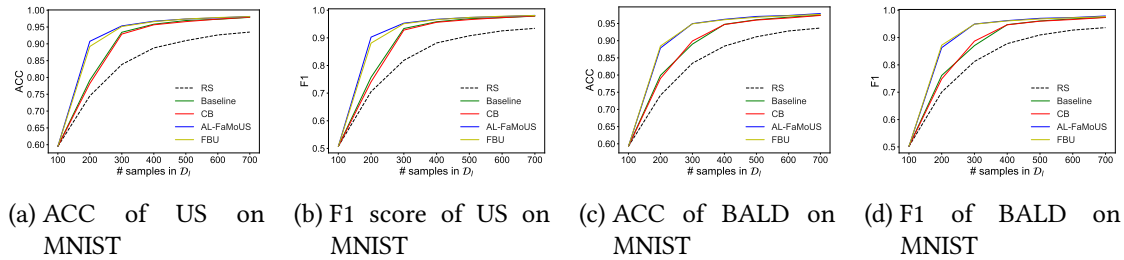 1.00
0.95
0.90
0.85
0.80
0.75
0.70
0.65
0.60
ACC
100 200 300 400 500 600 700
# samples in 𝒟ₗ
RS
Baseline
CB
AL-FaMoUS
FBU
1.0
0.9
0.8
0.7
0.6
0.5
F1
100 200 300 400 500 600 700
# samples in 𝒟ₗ
RS
Baseline
CB
AL-FaMoUS
FBU
1.00
0.95
0.90
0.85
0.80
0.75
0.70
0.65
0.60
ACC
100 200 300 400 500 600 700
# samples in 𝒟ₗ
RS
Baseline
CB
AL-FaMoUS
FBU
1.0
0.9
0.8
0.7
0.6
0.5
F1
100 200 300 400 500 600 700
# samples in 𝒟ₗ
RS
Baseline
CB
AL-FaMoUS
FBU
(a) ACC of US on
MNIST
(b) F1 score of US on
MNIST
(c) ACC of BALD on
MNIST
(d) F1 of BALD on
MNIST